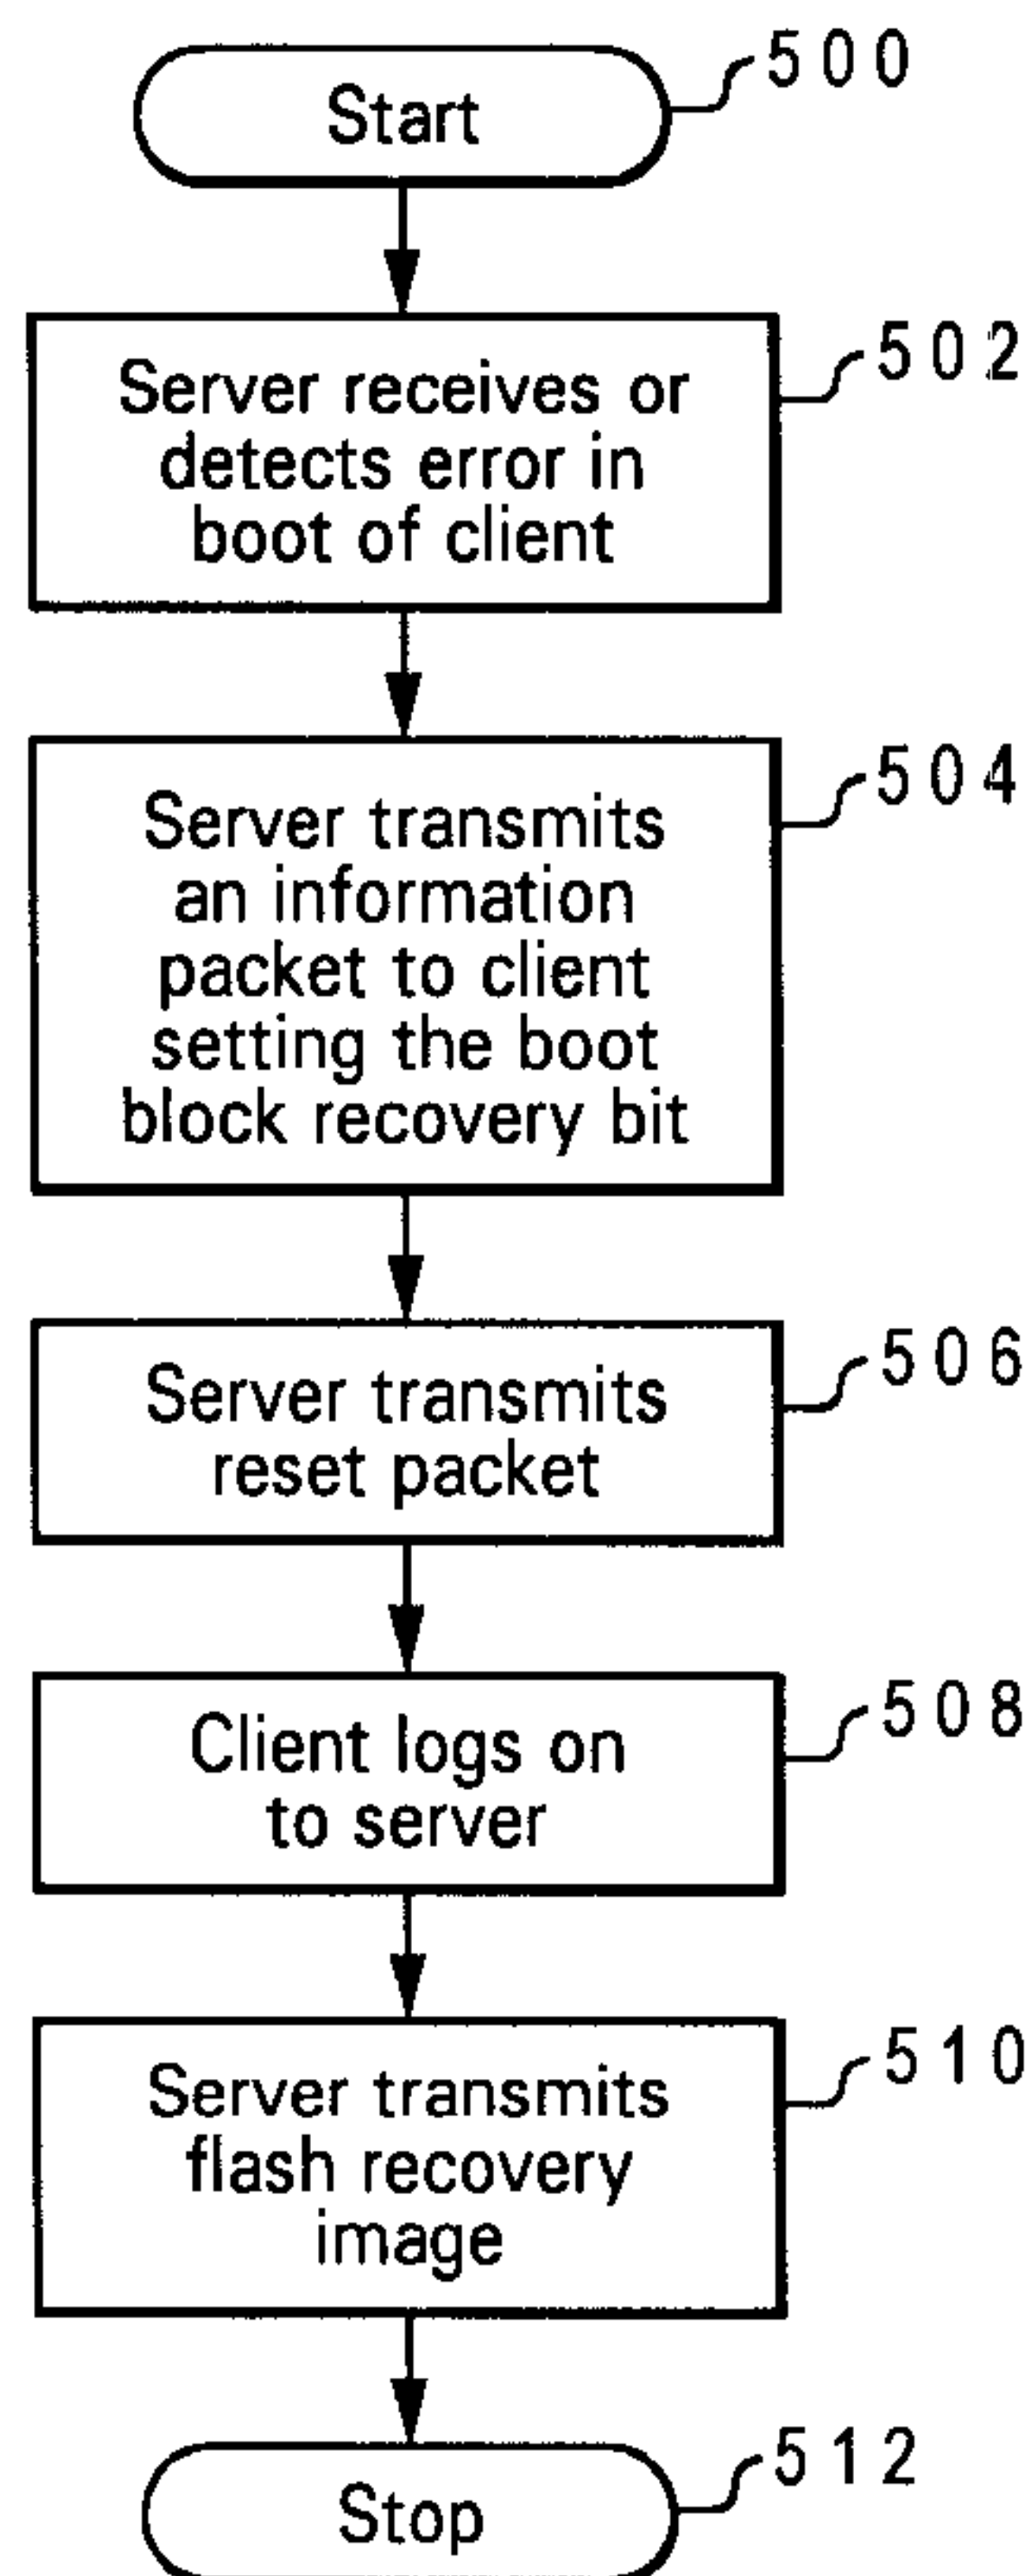 500
Start
502
Server receives or
detects error in
boot of client
504
Server transmits
an information
packet to client
setting the boot
block recovery bit
506
Server transmits
reset packet
508
Client logs on
to server
510
Server transmits
flash recovery
image
512
Stop